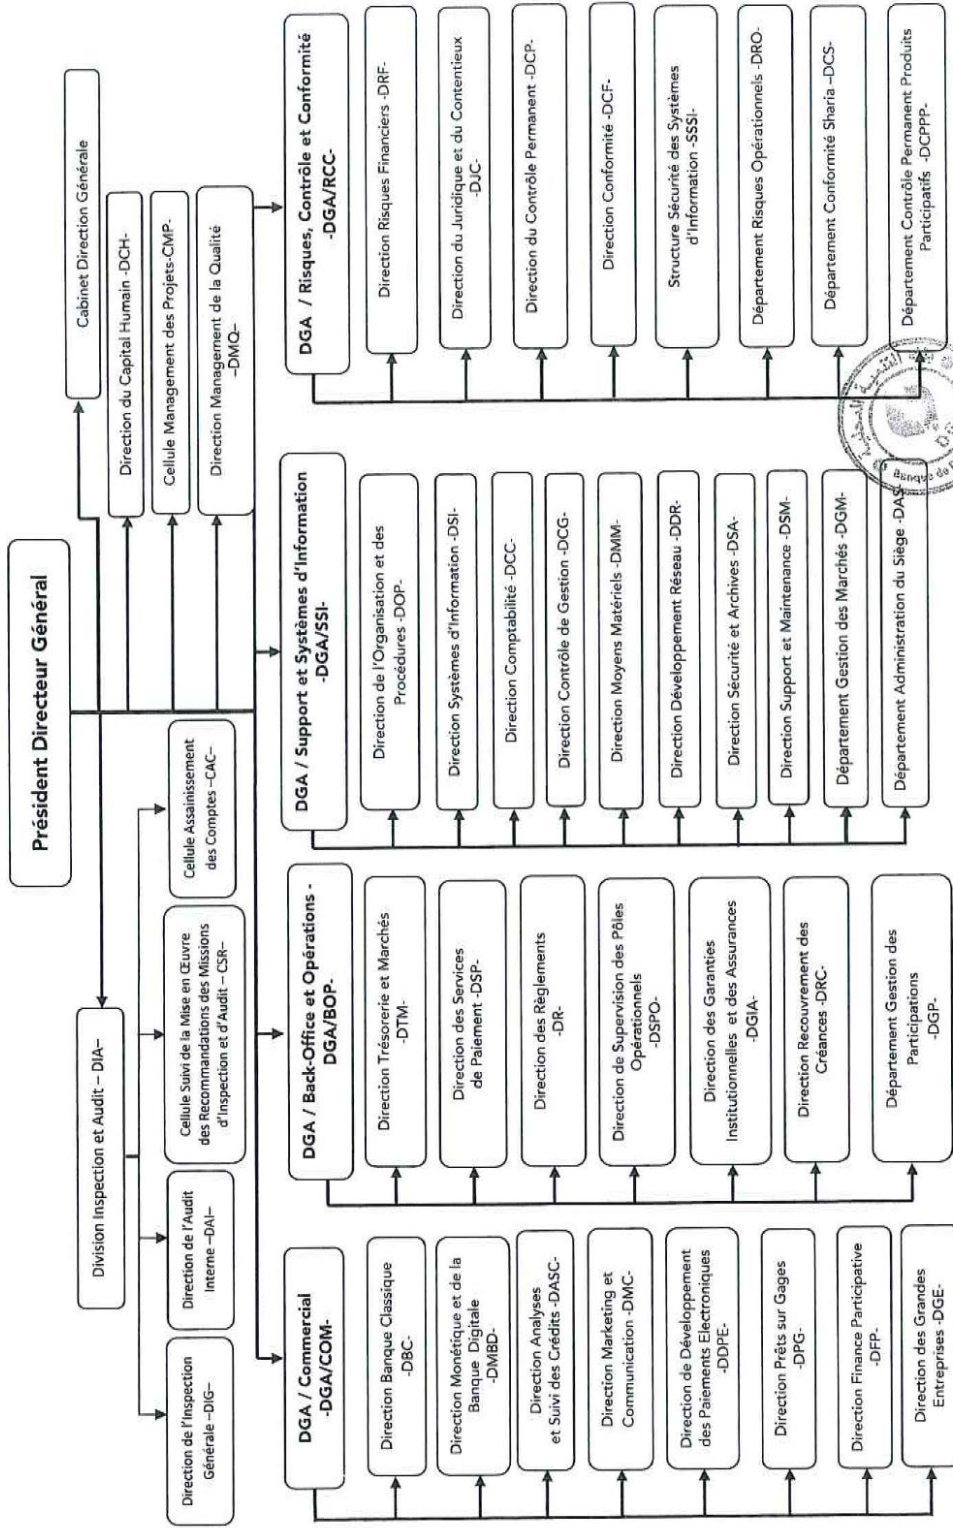 Président Directeur Général
Cabinet Direction Générale
Direction du Capital Humain -DCH-
Cellule Management des Projets-CMP-
Direction Management de la Qualité
–DMQ–
Division Inspection et Audit – DIA–
Direction de l'Inspection
Générale –DIG–
Direction de l'Audit
Interne –DAI–
Cellule Suivi de la Mise en Œuvre
des Recommandations des Missions
d'Inspection et d'Audit – CSR–
Cellule Assainissement
des Comptes –CAC–
DGA / Commercial
-DGA/COM-
Direction Banque Classique
-DBC-
Direction Monétique et de la
Banque Digitale
-DMBD-
Direction Analyses
et Suivi des Crédits -DASC-
Direction Marketing et
Communication -DMC-
Direction de Développement
des Paiements Electroniques
-DDPE-
Direction Prêts sur Gages
-DPG-
Direction Finance Participative
-DFP-
Direction des Grandes
Entreprises -DGE-
DGA / Back-Office et Opérations -
DGA/BOP-
Direction Trésorerie et Marchés
-DTM-
Direction des Services
de Paiement -DSP-
Direction des Règlements
-DR-
Direction de Supervision des Pôles
Opérationnels
-DSPO-
Direction des Garanties
Institutionnelles et des Assurances
-DGIA-
Direction Recouvrement des
Créances -DRC-
Département Gestion des
Participations
-DGP-
DGA / Support et Systèmes d'Information
-DGA/SSI-
Direction de l'Organisation et des
Procédures -DOP-
Direction Systèmes d'Information -DSI-
Direction Comptabilité -DCC-
Direction Contrôle de Gestion -DCG-
Direction Moyens Matériels -DMM-
Direction Développement Réseau -DDR-
Direction Sécurité et Archives -DSA-
Direction Support et Maintenance -DSM-
Département Gestion des Marchés -DGM-
Département Administration du Siège -DAS
DGA / Risques, Contrôle et Conformité
-DGA/RCC-
Direction Risques Financiers -DRF-
Direction du Juridique et du Contentieux
-DJC-
Direction du Contrôle Permanent -DCP-
Direction Conformité -DCF-
Structure Sécurité des Systèmes
d'Information -SSSI-
Département Risques Opérationnels -DRO-
Département Conformité Sharia –DCS-
Département Contrôle Permanent Produits
Participatifs -DCPPP-
Banque de